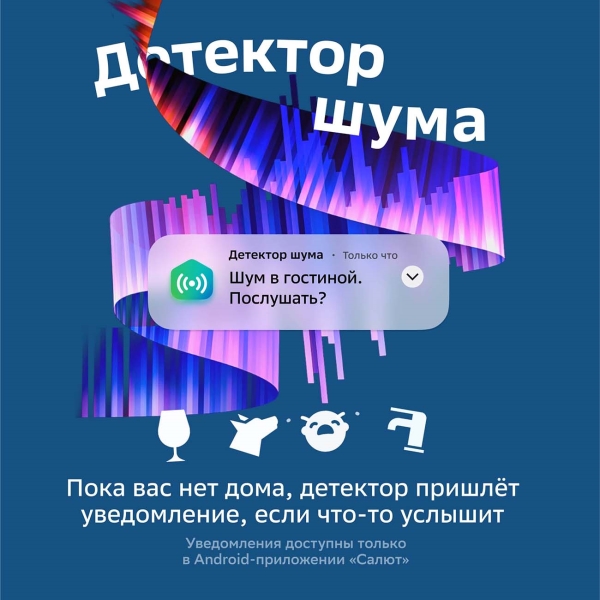 Детектор
шума
Детектор шума · Только что
Шум в гостиной.
Послушать?
Пока вас нет дома, детектор пришлёт
уведомление, если что-то услышит
Уведомления доступны только
в Android-приложении «Салют»